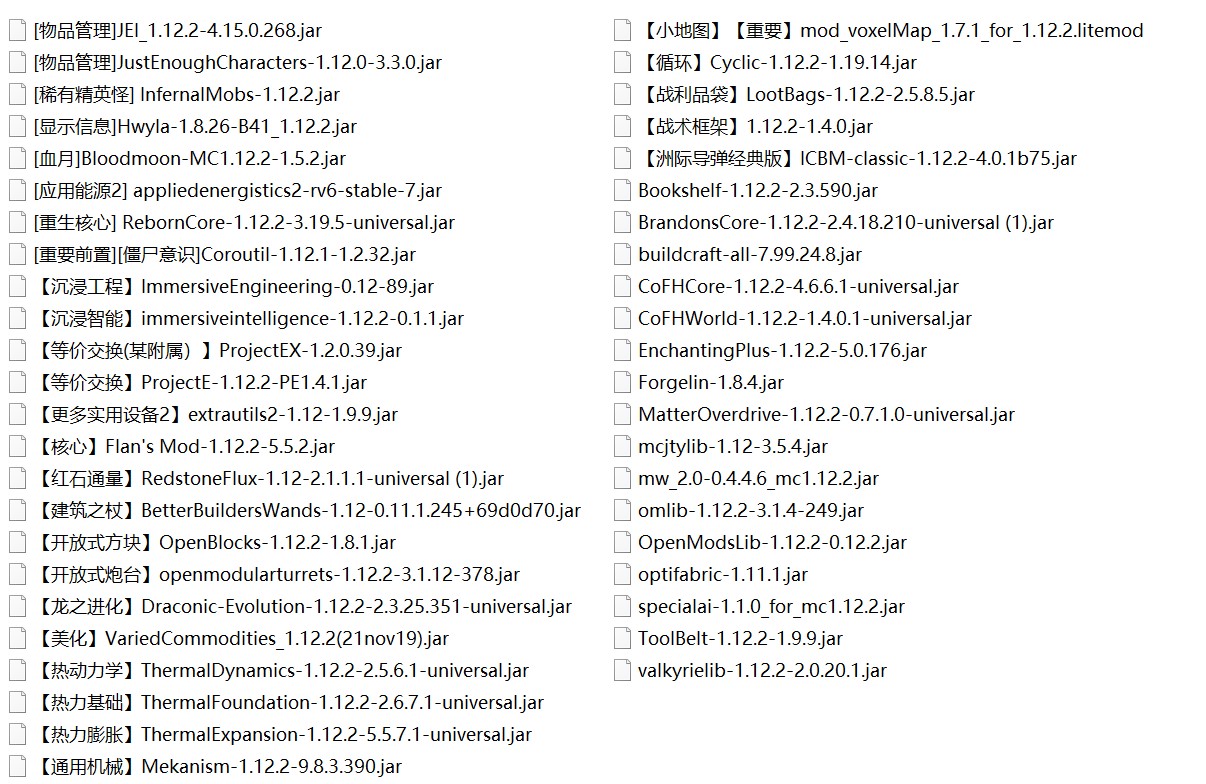 [物品管理]JEI_1.12.2-4.15.0.268.jar
[物品管理]JustEnoughCharacters-1.12.0-3.3.0.jar
[稀有精英怪] InfernalMobs-1.12.2.jar
[显示信息]Hwyla-1.8.26-B41_1.12.2.jar
[血月]Bloodmoon-MC1.12.2-1.5.2.jar
[应用能源2] appliedenergistics2-rv6-stable-7.jar
[重生核心] RebornCore-1.12.2-3.19.5-universal.jar
[重要前置][僵尸意识]Coroutil-1.12.1-1.2.32.jar
【沉浸工程】ImmersiveEngineering-0.12-89.jar
【沉浸智能】immersiveintelligence-1.12.2-0.1.1.jar
【等价交换(某附属）】ProjectEX-1.2.0.39.jar
【等价交换】ProjectE-1.12.2-PE1.4.1.jar
【更多实用设备2】extrautils2-1.12-1.9.9.jar
【核心】Flan's Mod-1.12.2-5.5.2.jar
【红石通量】RedstoneFlux-1.12-2.1.1.1-universal (1).jar
【建筑之杖】BetterBuildersWands-1.12-0.11.1.245+69d0d70.jar
【开放式方块】OpenBlocks-1.12.2-1.8.1.jar
【开放式炮台】openmodularturrets-1.12.2-3.1.12-378.jar
【龙之进化】Draconic-Evolution-1.12.2-2.3.25.351-universal.jar
【美化】VariedCommodities_1.12.2(21nov19).jar
【热动力学】ThermalDynamics-1.12.2-2.5.6.1-universal.jar
【热力基础】ThermalFoundation-1.12.2-2.6.7.1-universal.jar
【热力膨胀】ThermalExpansion-1.12.2-5.5.7.1-universal.jar
【通用机械】Mekanism-1.12.2-9.8.3.390.jar
【小地图】【重要】mod_voxelMap_1.7.1_for_1.12.2.litemod
【循环】Cyclic-1.12.2-1.19.14.jar
【战利品袋】LootBags-1.12.2-2.5.8.5.jar
【战术框架】1.12.2-1.4.0.jar
【洲际导弹经典版】ICBM-classic-1.12.2-4.0.1b75.jar
Bookshelf-1.12.2-2.3.590.jar
BrandonsCore-1.12.2-2.4.18.210-universal (1).jar
buildcraft-all-7.99.24.8.jar
CoFHCore-1.12.2-4.6.6.1-universal.jar
CoFHWorld-1.12.2-1.4.0.1-universal.jar
EnchantingPlus-1.12.2-5.0.176.jar
Forgelin-1.8.4.jar
MatterOverdrive-1.12.2-0.7.1.0-universal.jar
mcjtylib-1.12-3.5.4.jar
mw_2.0-0.4.4.6_mc1.12.2.jar
omlib-1.12.2-3.1.4-249.jar
OpenModsLib-1.12.2-0.12.2.jar
optifabric-1.11.1.jar
specialai-1.1.0_for_mc1.12.2.jar
ToolBelt-1.12.2-1.9.9.jar
valkyrielib-1.12.2-2.0.20.1.jar